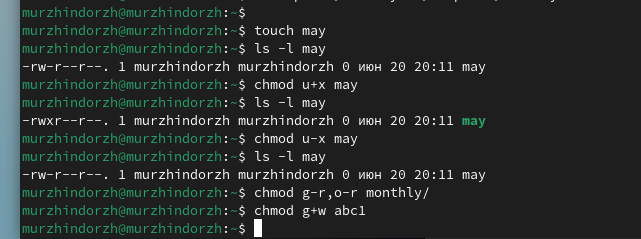 murzhindorzh@murzhindorzh:~$
murzhindorzh@murzhindorzh:~$ touch may
murzhindorzh@murzhindorzh:~$ ls -l may
-rw-r--r--. 1 murzhindorzh murzhindorzh 0 июн 20 20:11 may
murzhindorzh@murzhindorzh:~$ chmod u+x may
murzhindorzh@murzhindorzh:~$ ls -l may
-rwxr--r--. 1 murzhindorzh murzhindorzh 0 июн 20 20:11 may
murzhindorzh@murzhindorzh:~$ chmod u-x may
murzhindorzh@murzhindorzh:~$ ls -l may
-rw-r--r--. 1 murzhindorzh murzhindorzh 0 июн 20 20:11 may
murzhindorzh@murzhindorzh:~$ chmod g-r,o-r monthly/
murzhindorzh@murzhindorzh:~$ chmod g+w abc1
murzhindorzh@murzhindorzh:~$